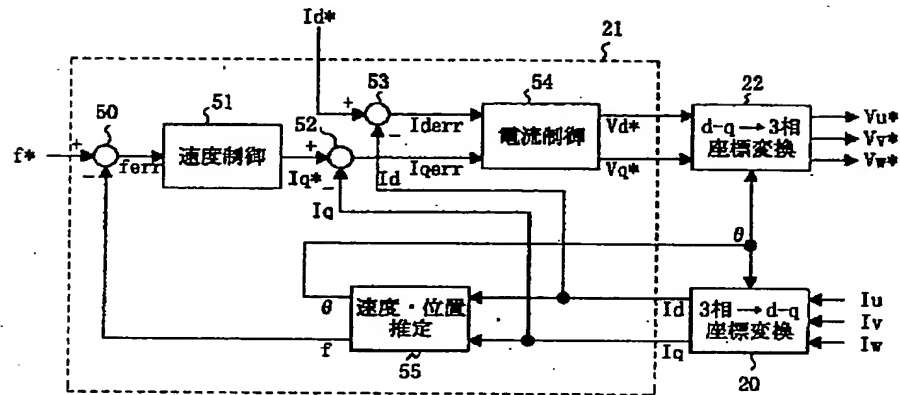 Id*
21
53
54
22
50
51
52
+
-
Iderr
電流制御
Vd*
d-q→3相
座標変換
Vu*
Vv*
Vw*
f*
+
-
ferr
速度制御
Iq*
+
-
Iqerr
Vq*
Id
Iq
θ
θ
f
速度・位置
推定
55
Id
Iq
3相→d-q
座標変換
20
Iu
Iv
Iw